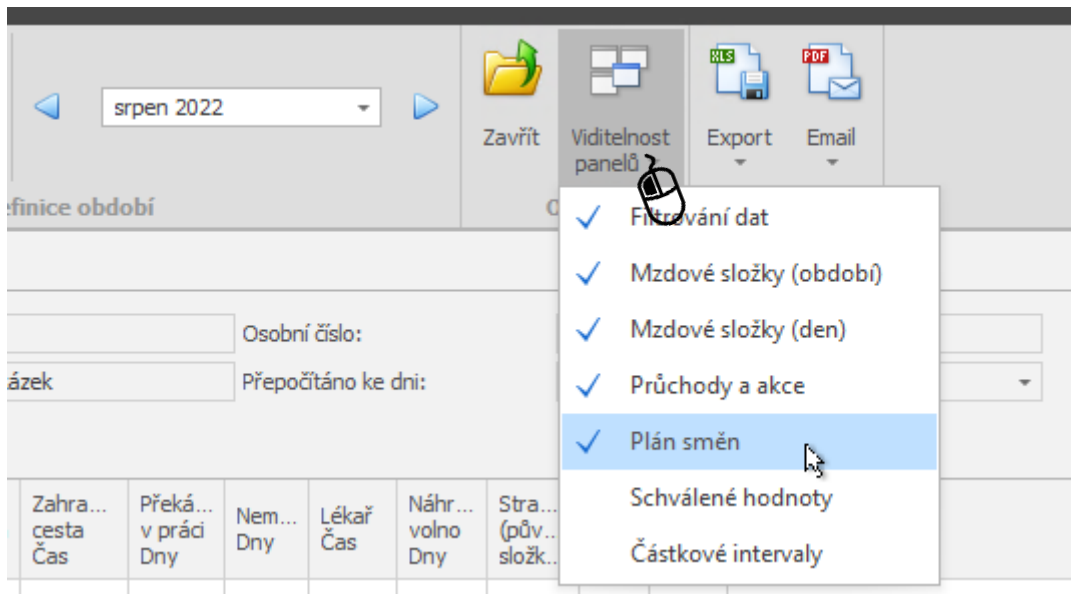 srpen 2022
Zavřít
Viditelnost
panelů
XLS
Export
PDF
Email
efinice období
O
Filtrování dat
Mzdové složky (období)
Mzdové složky (den)
Průchody a akce
Plán směn
Schválené hodnoty
Částkové intervaly
Osobní číslo:
ázek
Přepočítáno ke dni:
Zahra...
cesta
Čas
Překá...
v práci
Dny
Nem...
Dny
Lékař
Čas
Náhr...
volno
Dny
Stra...
(pův...
složk...